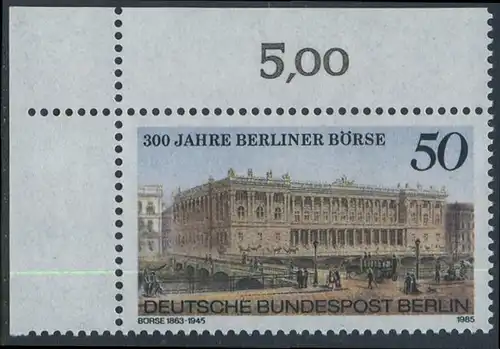 5,00
300 JAHRE BERLINER BÖRSE 50
DEUTSCHE BUNDESPOST BERLIN
BÖRSE 1863-1945 1985